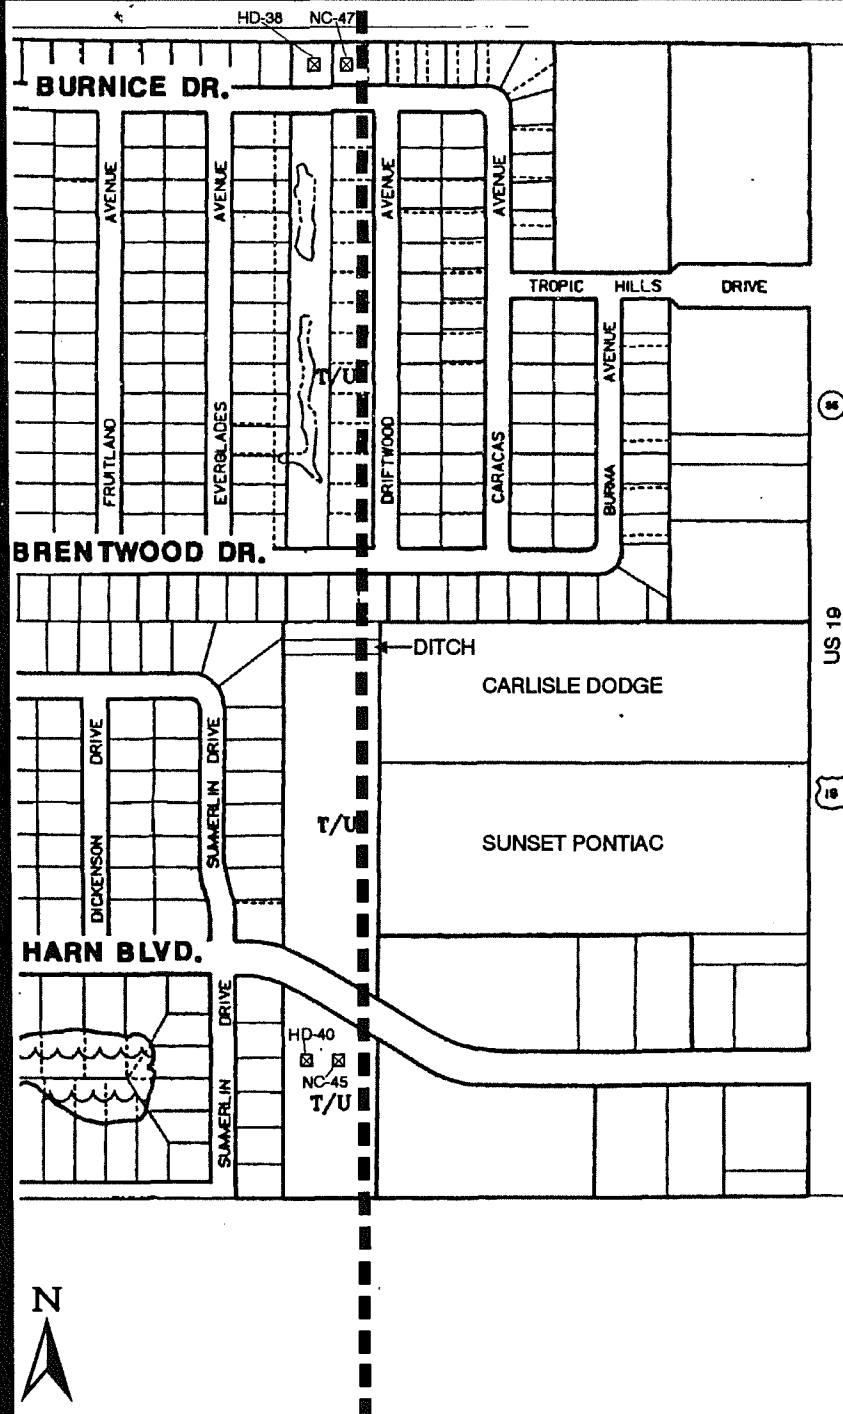 HD-38 NC-47
BURNICE DR.
AVENUE
AVENUE
AVENUE
AVENUE
TROPIC HILLS DRIVE
AVENUE
T/U
FRUITLAND
EVERGLADES
DRIFTWOOD
CARACAS
BURMA
BRENTWOOD DR.
US 19
DITCH
CARLISLE DODGE
DRIVE
SUMMERLIN DRIVE
19
T/U
SUNSET PONTIAC
DICKENSON
HARN BLVD.
DRIVE
HD-40
NC-45
T/U
SUMMERLIN
N